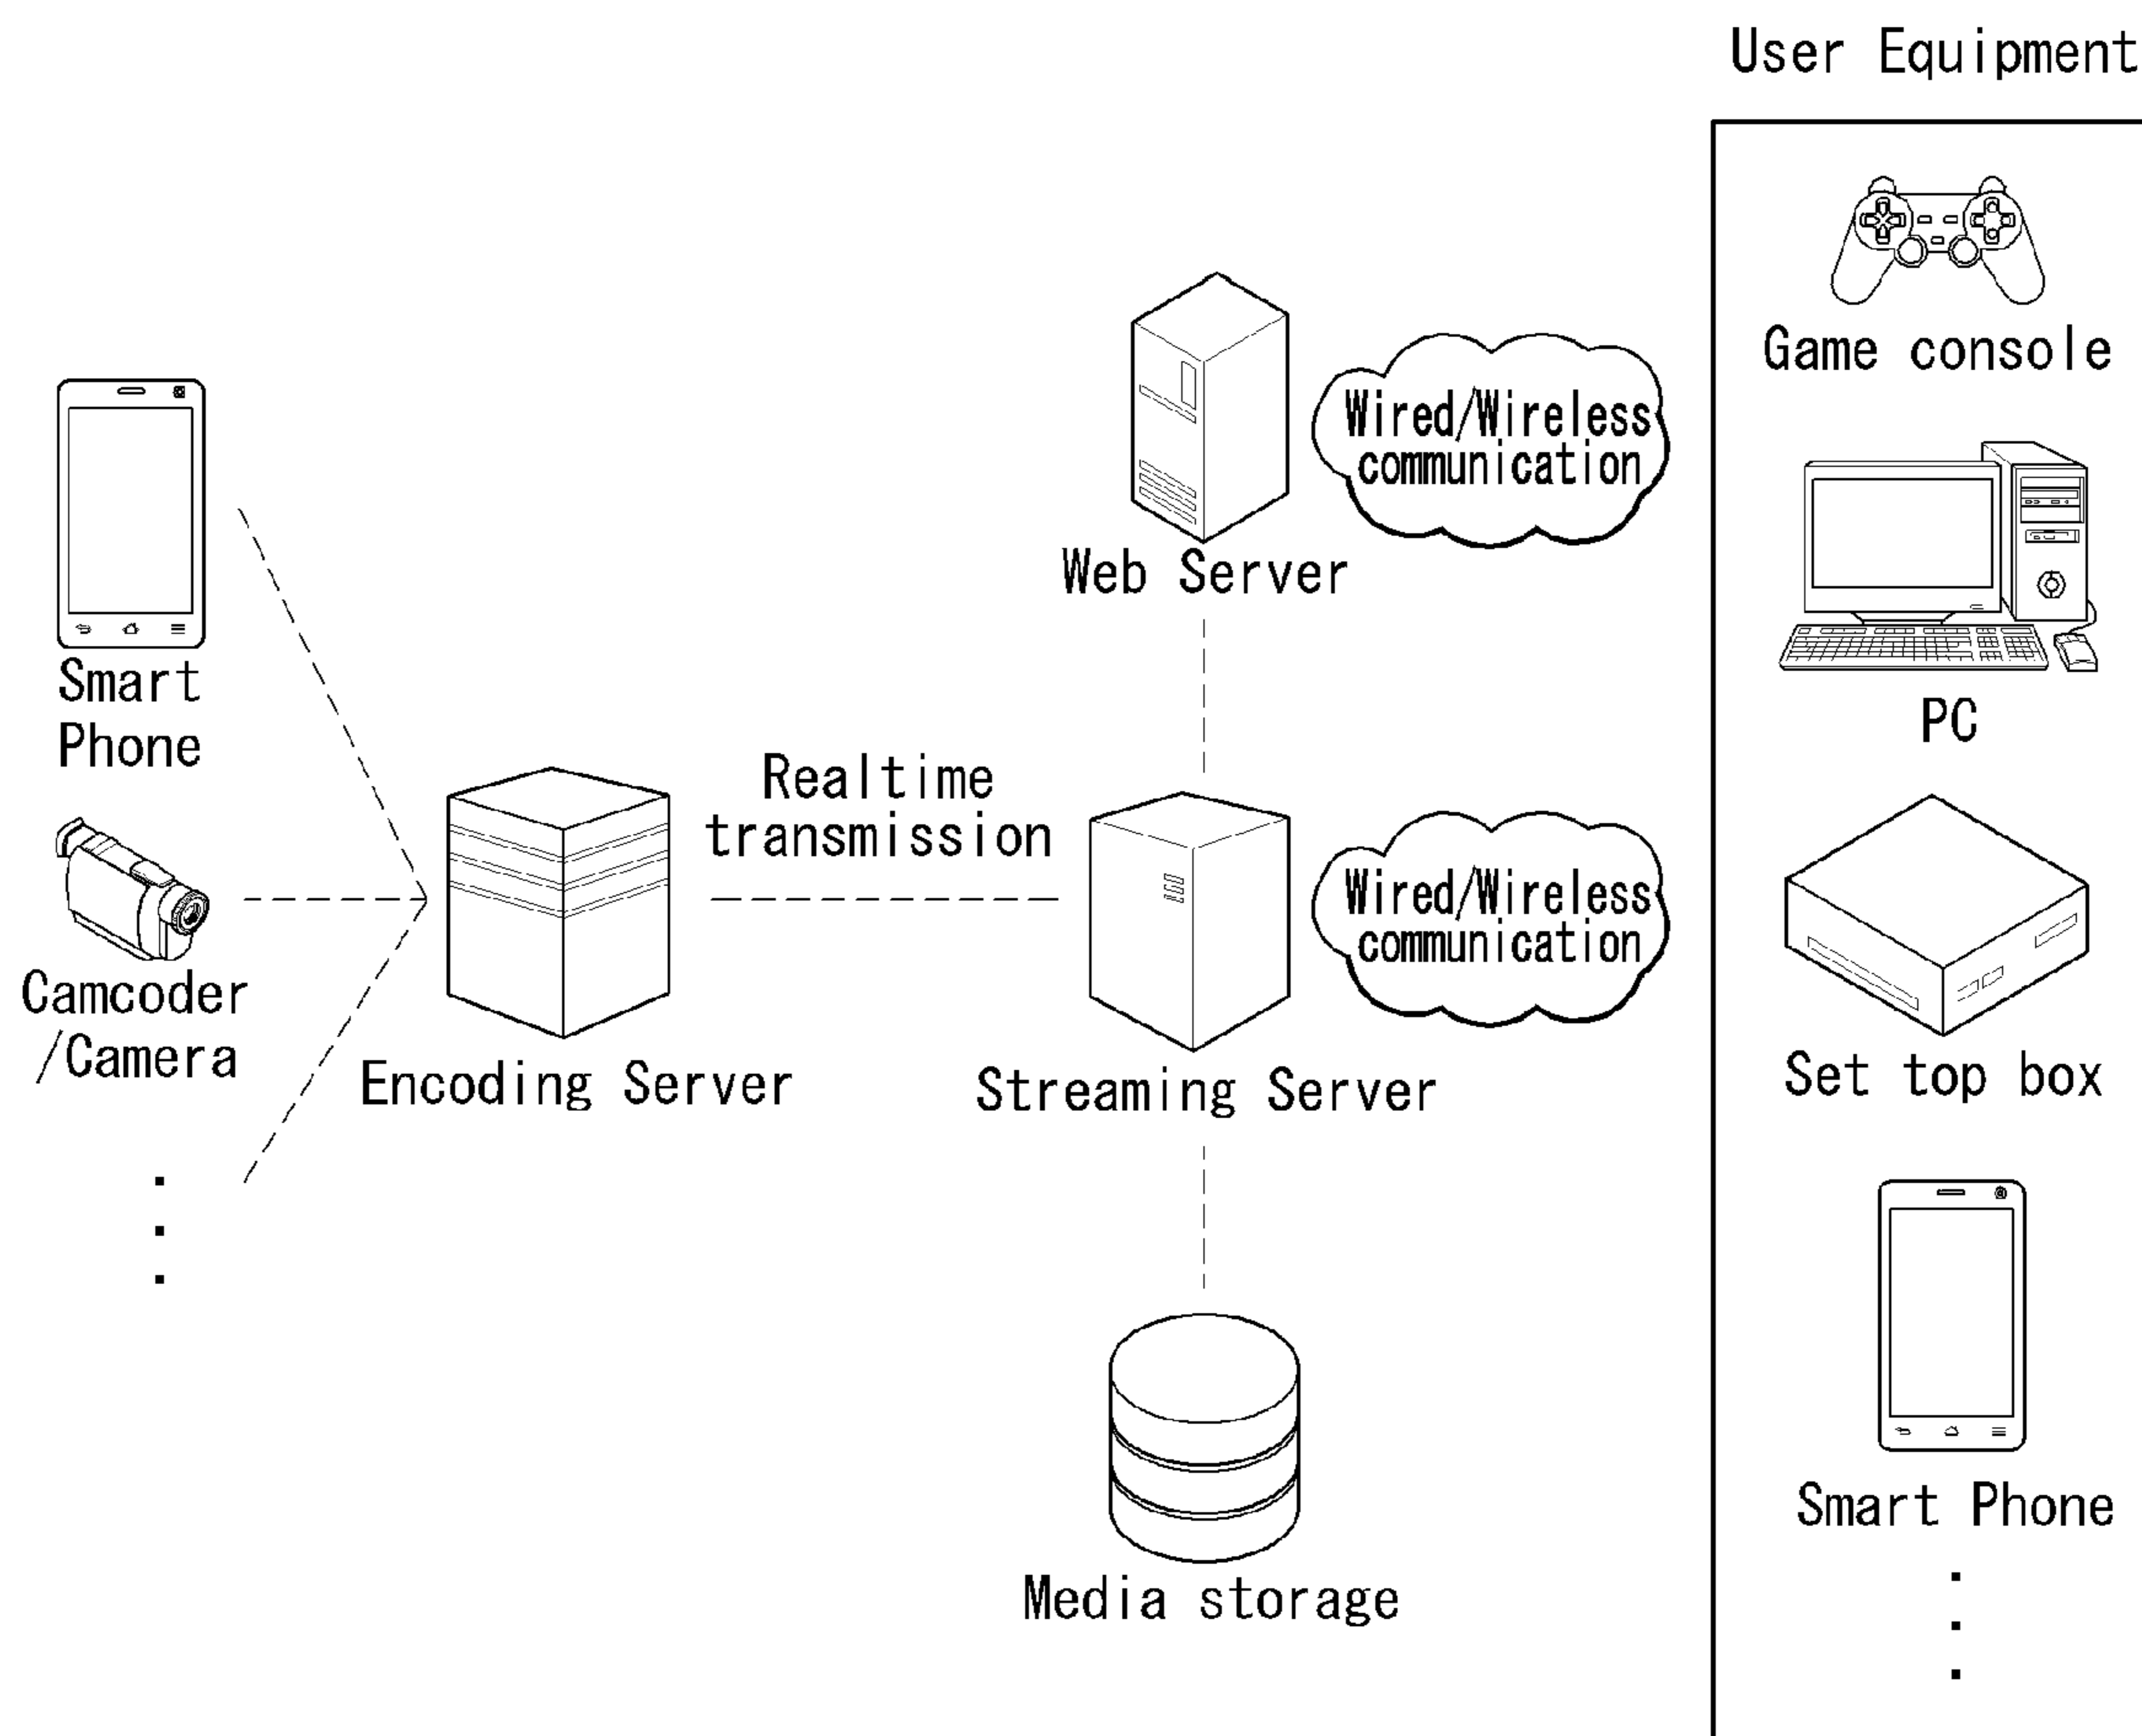 User Equipment
Game console
Wired/Wireless
communication
Web Server
Smart
Phone
PC
Realtime
transmission
Wired/Wireless
communication
Camcoder
/Camera
Encoding Server
Streaming Server
Set top box
Smart Phone
Media storage